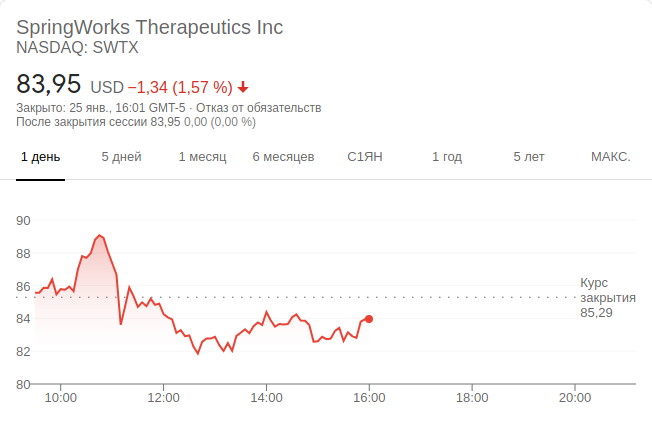 SpringWorks Therapeutics Inc
NASDAQ: SWTX
83,95 USD −1,34 (1,57 %)
Закрыто: 25 янв., 16:01 GMT-5 · Отказ от обязательств
После закрытия сессии 83,95 0,00 (0,00 %)
1 день 5 дней 1 месяц 6 месяцев С1ЯН 1 год 5 лет МАКС.
90
88
86
84
82
80
Курс
закрытия
85,29
10:00 12:00 14:00 16:00 18:00 20:00